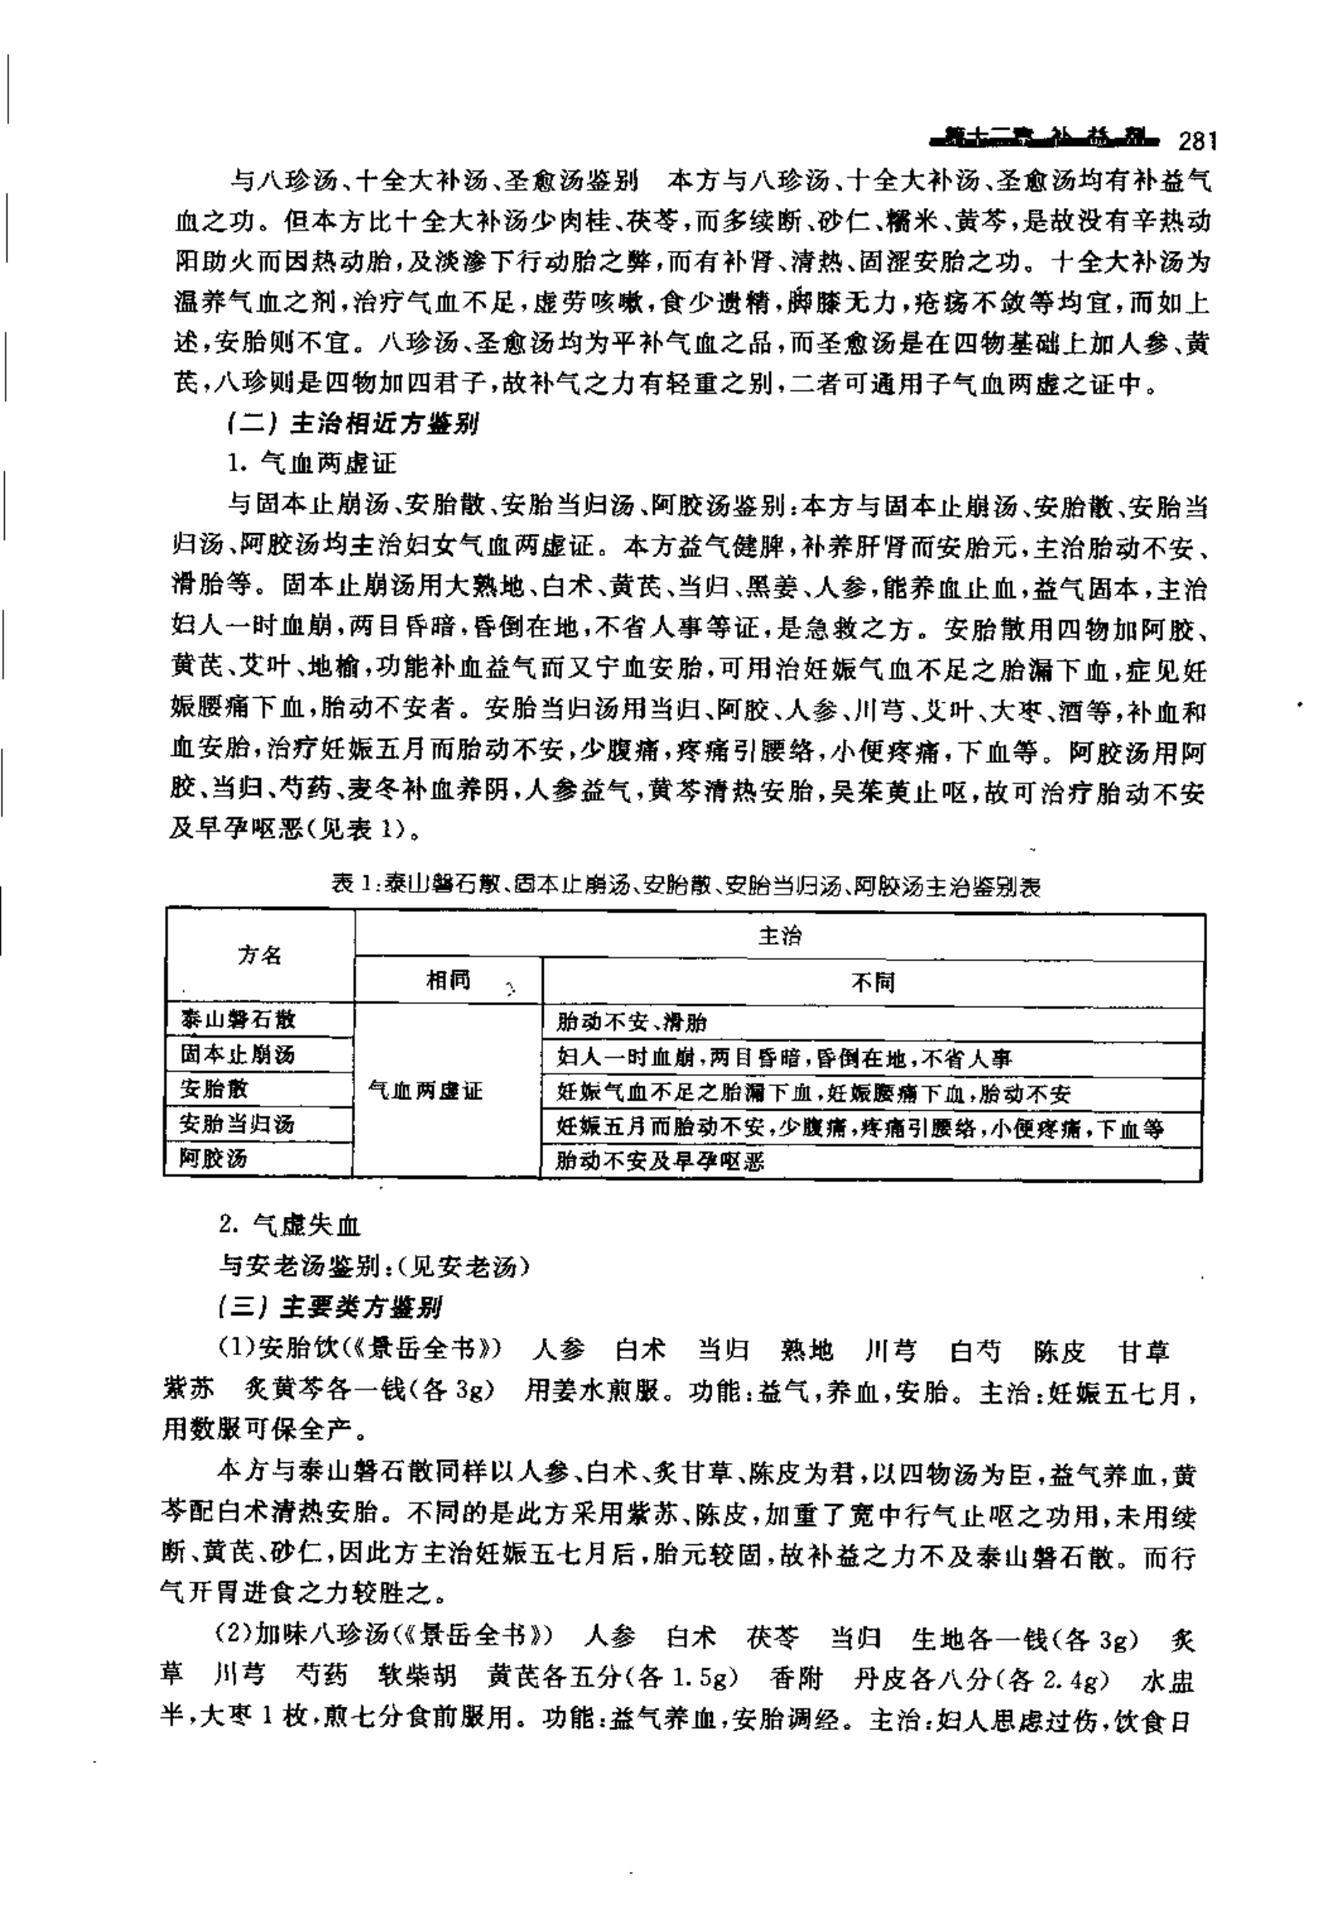 第十二章 补益剂 281
与八珍汤、十全大补汤、圣愈汤鉴别 本方与八珍汤、十全大补汤、圣愈汤均有补益气
血之功。但本方比十全大补汤少肉桂、茯苓,而多续断、砂仁、糯米、黄芩,是故没有辛热动
阳助火而因热动胎,及淡渗下行动胎之弊,而有补肾、清热、固涩安胎之功。十全大补汤为
温养气血之剂,治疗气血不足,虚劳咳嗽,食少遗精,脚膝无力,疮疡不敛等均宜,而如上
述,安胎则不宜。八珍汤、圣愈汤均为平补气血之品,而圣愈汤是在四物基础上加人参、黄
芪,八珍则是四物加四君子,故补气之力有轻重之别,二者可通用子气血两虚之证中。
(二)主治相近方鉴别
1. 气血两虚证
与固本止崩汤、安胎散、安胎当归汤、阿胶汤鉴别:本方与固本止崩汤、安胎散、安胎当
归汤、阿胶汤均主治妇女气血两虚证。本方益气健脾,补养肝肾而安胎元,主治胎动不安、
滑胎等。固本止崩汤用大熟地、白术、黄芪、当归、黑姜、人参,能养血止血,益气固本,主治
妇人一时血崩,两目昏暗,昏倒在地,不省人事等证,是急救之方。安胎散用四物加阿胶、
黄芪、艾叶、地榆,功能补血益气而又宁血安胎,可用治妊娠气血不足之胎漏下血,症见妊
娠腰痛下血,胎动不安者。安胎当归汤用当归、阿胶、人参、川芎、艾叶、大枣、酒等,补血和
血安胎,治疗妊娠五月而胎动不安,少腹痛,疼痛引腰络,小便疼痛,下血等。阿胶汤用阿
胶、当归、芍药、麦冬补血养阴,人参益气,黄芩清热安胎,吴茱萸止呕,故可治疗胎动不安
及早孕呕恶(见表 1)。
表 1:泰山磐石散、固本止崩汤、安胎散、安胎当归汤、阿胶汤主治鉴别表
方名 主治
相同 不同
泰山磐石散 胎动不安、滑胎
固本止崩汤 妇人一时血崩,两目昏暗,昏倒在地,不省人事
安胎散 气血两虚证 妊娠气血不足之胎漏下血,妊娠腰痛下血,胎动不安
安胎当归汤 妊娠五月而胎动不安,少腹痛,疼痛引腰络,小便疼痛,下血等
阿胶汤 胎动不安及早孕呕恶
2. 气虚失血
与安老汤鉴别:(见安老汤)
(三)主要类方鉴别
(1)安胎饮(《景岳全书》) 人参 白术 当归 熟地 川芎 白芍 陈皮 甘草
紫苏 炙黄芩各一钱(各 3g) 用姜水煎服。功能:益气,养血,安胎。主治:妊娠五七月,
用数服可保全产。
本方与泰山磐石散同样以人参、白术、炙甘草、陈皮为君,以四物汤为臣,益气养血,黄
芩配白术清热安胎。不同的是此方采用紫苏、陈皮,加重了宽中行气止呕之功用,未用续
断、黄芪、砂仁,因此方主治妊娠五七月后,胎元较固,故补益之力不及泰山磐石散。而行
气开胃进食之力较胜之。
(2)加味八珍汤(《景岳全书》) 人参 白术 茯苓 当归 生地各一钱(各 3g) 炙
草 川芎 芍药 软柴胡 黄芪各五分(各 1.5g) 香附 丹皮各八分(各 2.4g) 水盅
半,大枣 1 枚,煎七分食前服用。功能:益气养血,安胎调经。主治:妇人思虑过伤,饮食日